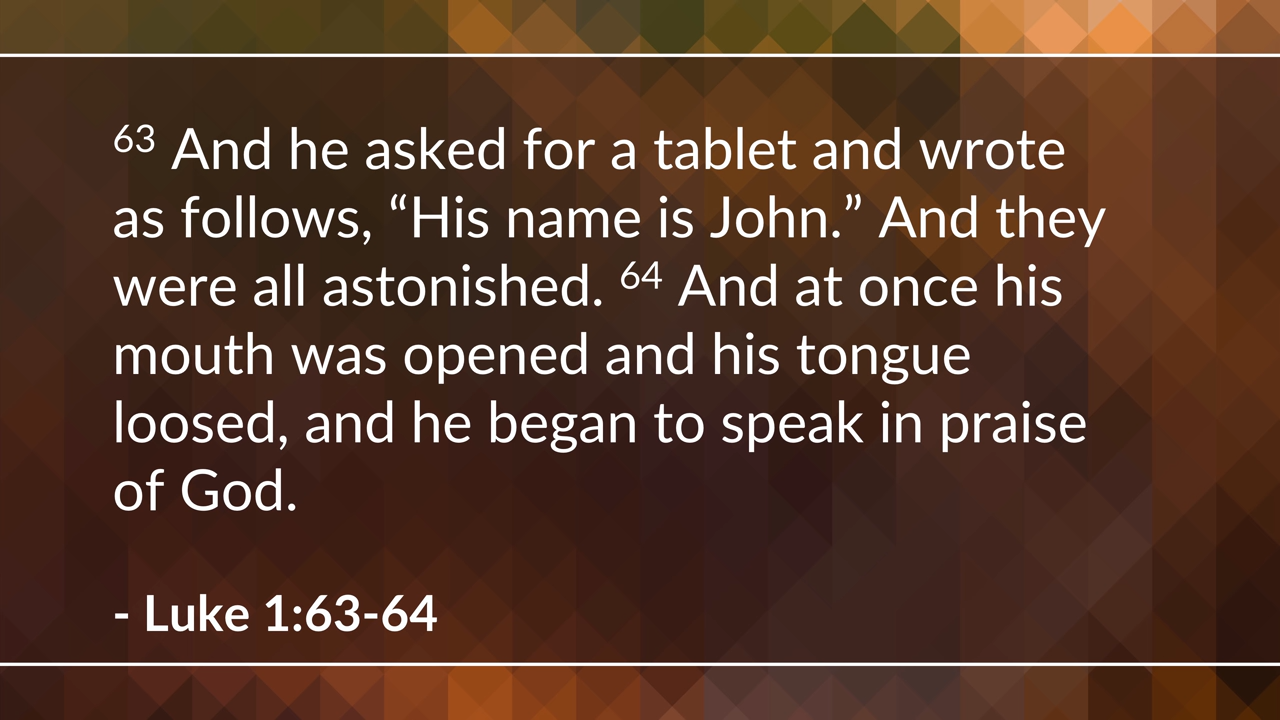 63 And he asked for a tablet and wrote
as follows, “His name is John.” And they
were all astonished. 64 And at once his
mouth was opened and his tongue
loosed, and he began to speak in praise
of God.
- Luke 1:63-64